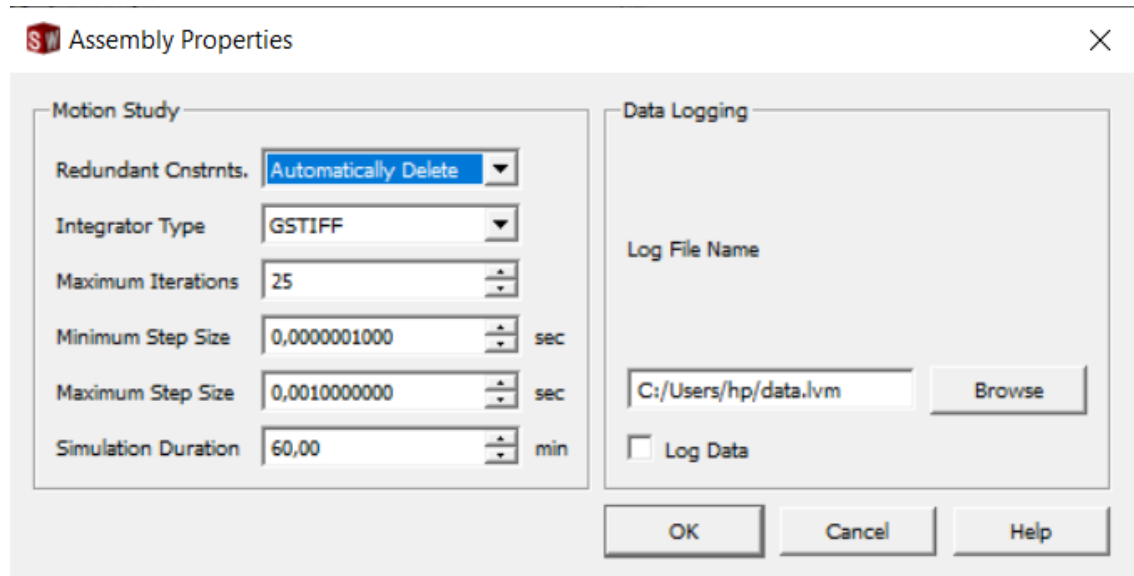 SW Assembly Properties
Motion Study
Redundant Cnstrnts. Automatically Delete
Integrator Type GSTIFF
Maximum Iterations 25
Minimum Step Size 0,0000001000 sec
Maximum Step Size 0,0010000000 sec
Simulation Duration 60,00 min
Data Logging
Log File Name
C:/Users/hp/data.lvm Browse
Log Data
OK Cancel Help